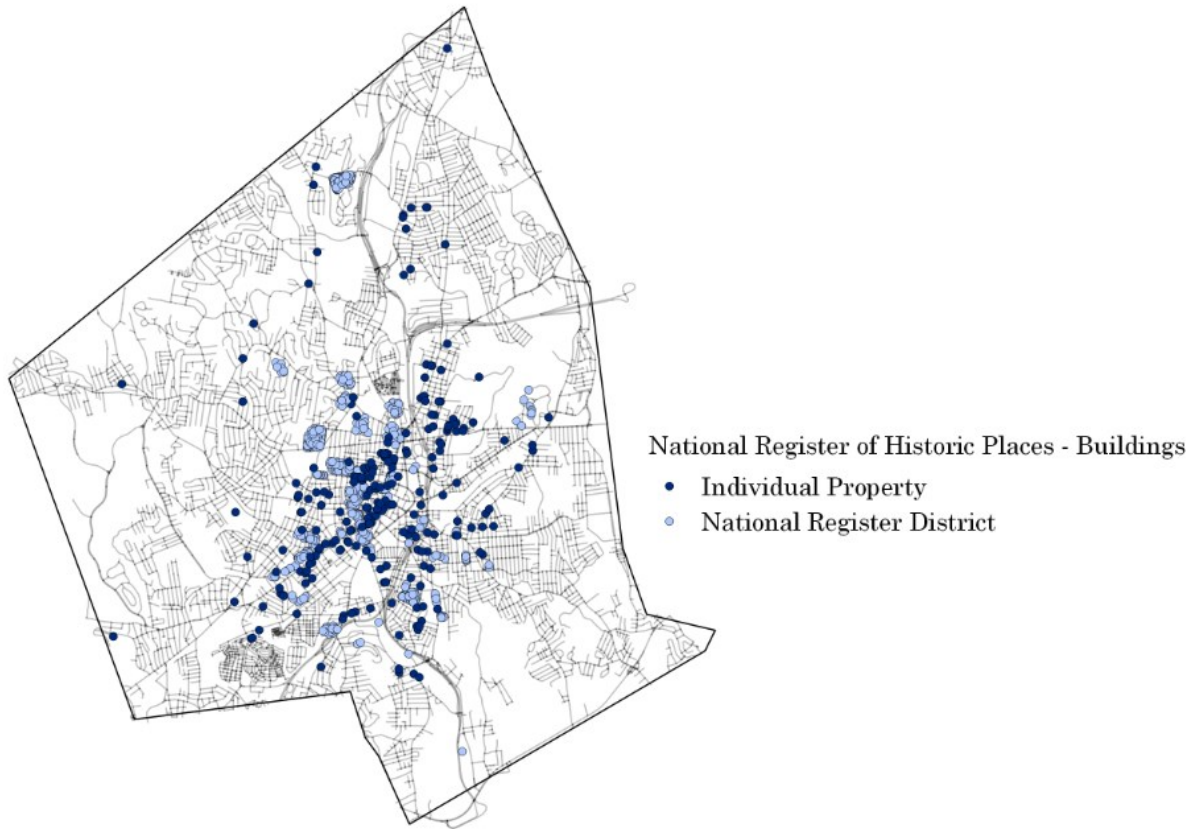 National Register of Historic Places - Buildings
Individual Property
National Register District